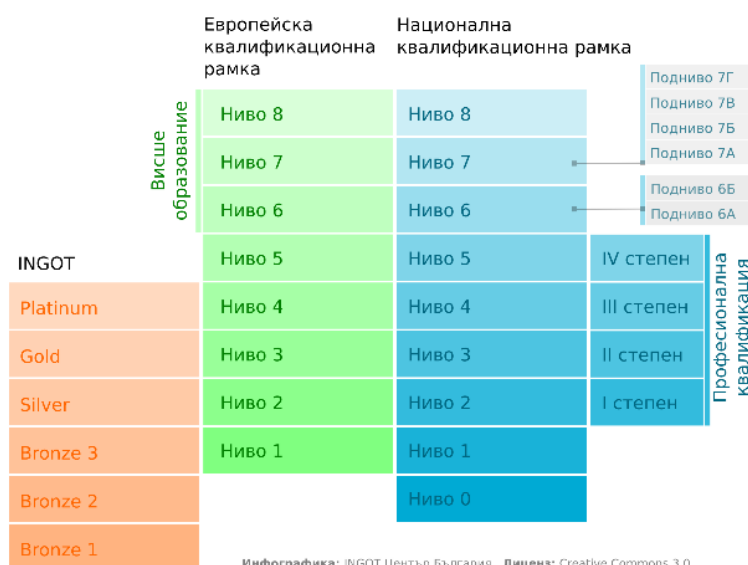 Европейска
квалификационна
рамка
Национална
квалификационна рамка
Висше
образование
Ниво 8
Ниво 7
Ниво 6
Ниво 5
Ниво 4
Ниво 3
Ниво 2
Ниво 1
Ниво 8
Ниво 7
Ниво 6
Ниво 5
Ниво 4
Ниво 3
Ниво 2
Ниво 1
Ниво 0
Подниво 7Г
Подниво 7В
Подниво 7Б
Подниво 7А
Подниво 6Б
Подниво 6А
IV степен
III степен
II степен
I степен
Професионална
квалификация
INGOT
Platinum
Gold
Silver
Bronze 3
Bronze 2
Bronze 1
Инфографика: INGOT Център България Лиценз: Creative Commons 3.0